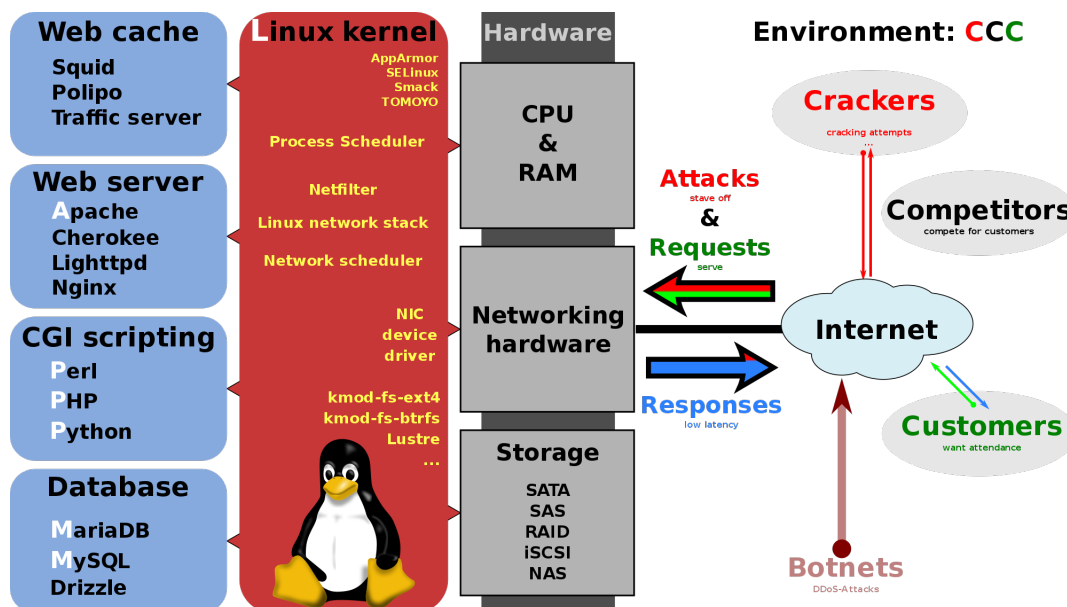 Web cache
Squid
Polipo
Traffic server
Web server
Apache
Cherokee
Lighttpd
Nginx
CGI scripting
Perl
PHP
Python
Database
MariaDB
MySQL
Drizzle
Linux kernel
AppArmor
SELinux
Smack
TOMOYO
Process Scheduler
Netfilter
Linux network stack
Network scheduler
NIC
device
driver
kmod-fs-ext4
kmod-fs-btrfs
Lustre
...
Hardware
CPU
&
RAM
Networking
hardware
Storage
SATA
SAS
RAID
iSCSI
NAS
Attacks
stave off
&
Requests
serve
Responses
low latency
Environment: CCC
Crackers
cracking attempts
...
Competitors
compete for customers
Internet
Customers
want attendance
Botnets
DDoS-Attacks